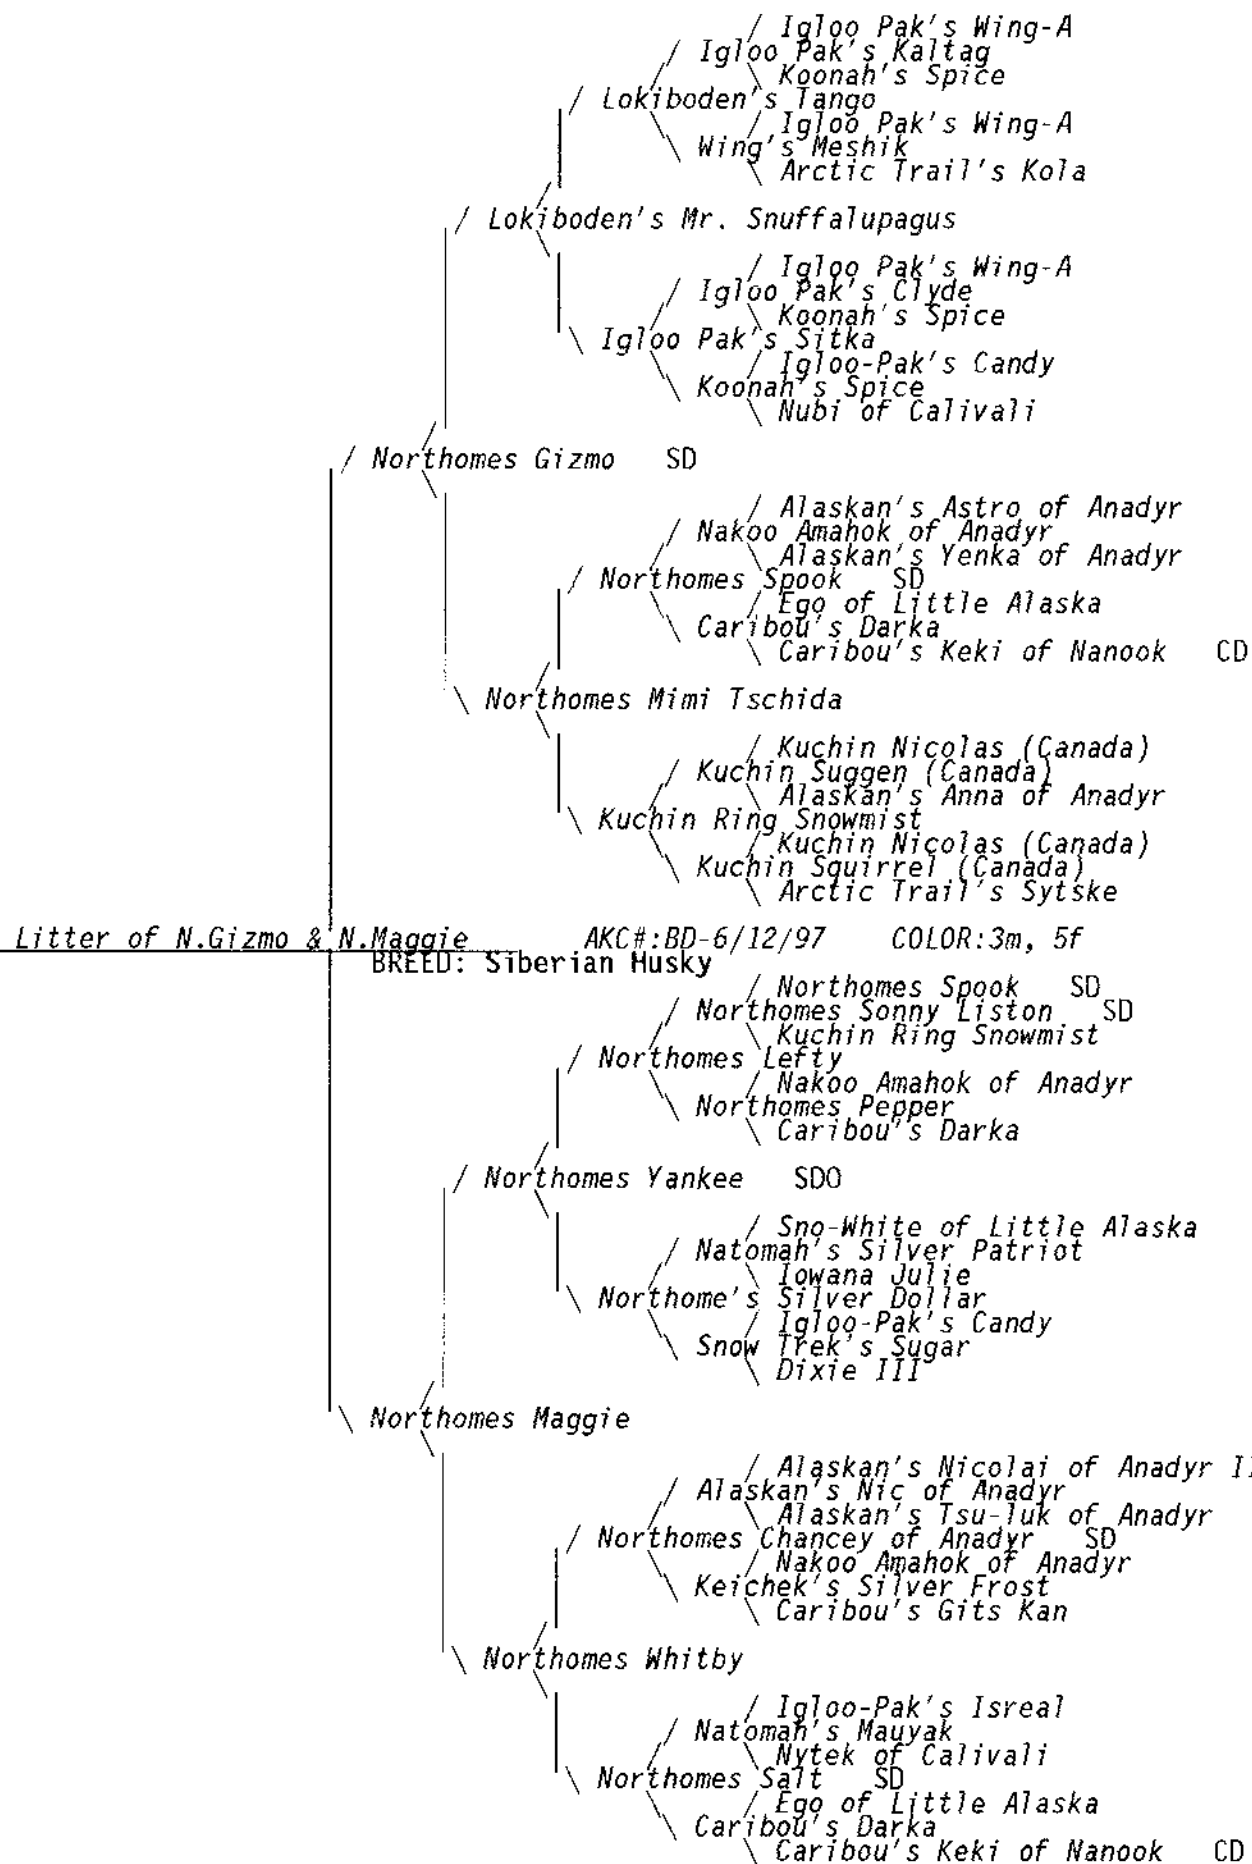 Igloo Pak's Wing-A
Igloo Pak's Kaltag
Koonah's Spice
Lokiboden's Tango
Igloo Pak's Wing-A
Wing's Meshik
Arctic Trail's Kola
Lokiboden's Mr. Snuffalupagus
Igloo Pak's Wing-A
Igloo Pak's Clyde
Koonah's Spice
Igloo Pak's Sitka
Igloo-Pak's Candy
Koonah's Spice
Nubi of Calivali
Northomes Gizmo SD
Alaskan's Astro of Anadyr
Nakoo Amahok of Anadyr
Alaskan's Yenka of Anadyr
Northomes Spook SD
Ego of Little Alaska
Caribou's Darka
Caribou's Keki of Nanook CD
Northomes Mimi Tschida
Kuchin Nicolas (Canada)
Kuchin Suggen (Canada)
Alaskan's Anna of Anadyr
Kuchin Ring Snowmist
Kuchin Nicolas (Canada)
Kuchin Squirrel (Canada)
Arctic Trail's Sytske
Litter of N.Gizmo & N.Maggie AKC#:BD-6/12/97 COLOR:3m, 5f
BREED: Siberian Husky
Northomes Spook SD
Northomes Sonny Liston SD
Kuchin Ring Snowmist
Northomes Lefty
Nakoo Amahok of Anadyr
Northomes Pepper
Caribou's Darka
Northomes Yankee SDO
Sno-White of Little Alaska
Natomah's Silver Patriot
Iowana Julie
Northome's Silver Dollar
Igloo-Pak's Candy
Snow Trek's Sugar
Dixie III
Northomes Maggie
Alaskan's Nicolai of Anadyr II
Alaskan's Nic of Anadyr
Alaskan's Tsu-luk of Anadyr
Northomes Chancey of Anadyr SD
Nakoo Amahok of Anadyr
Keichek's Silver Frost
Caribou's Gits Kan
Northomes Whitby
Igloo-Pak's Isreal
Natomah's Mauyak
Nytek of Calivali
Northomes Salt SD
Ego of Little Alaska
Caribou's Darka
Caribou's Keki of Nanook CD